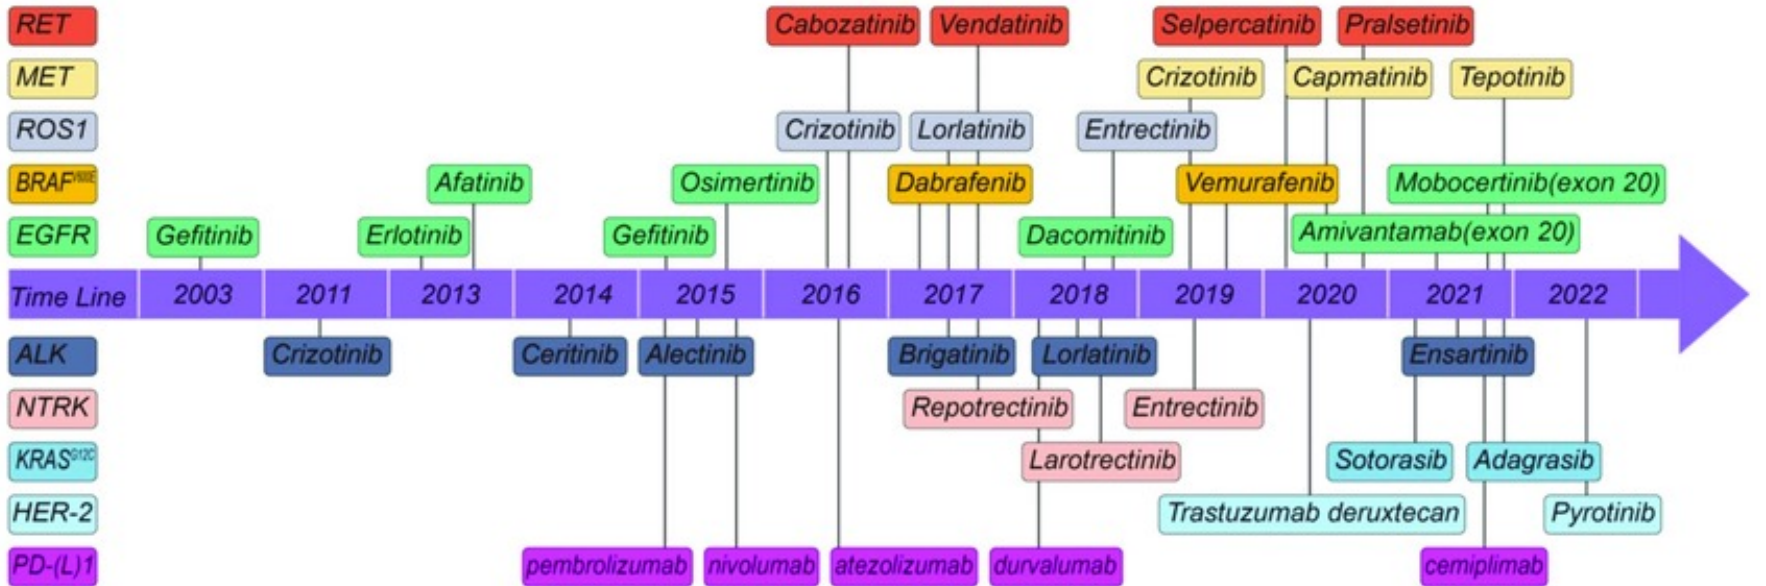 RET Cabozatinib Vendatinib Selpercatinib Pralsetinib
MET Crizotinib Capmatinib Tepotinib
ROS1 Crizotinib Lorlatinib Entrectinib
BRAFV600E Afatinib Osimertinib Dabrafenib Vemurafenib Mobocertinib(exon 20)
EGFR Gefitinib Erlotinib Gefitinib Dacomitinib Amivantamab(exon 20)
Time Line 2003 2011 2013 2014 2015 2016 2017 2018 2019 2020 2021 2022
ALK Crizotinib Ceritinib Alectinib Brigatinib Lorlatinib Ensartinib
NTRK Repotrectinib Entrectinib
KRASG12C Larotrectinib Sotorasib Adagrasib
HER-2 Trastuzumab deruxtecan Pyrotinib
PD-(L)1 pembrolizumab nivolumab atezolizumab durvalumab cemiplimab